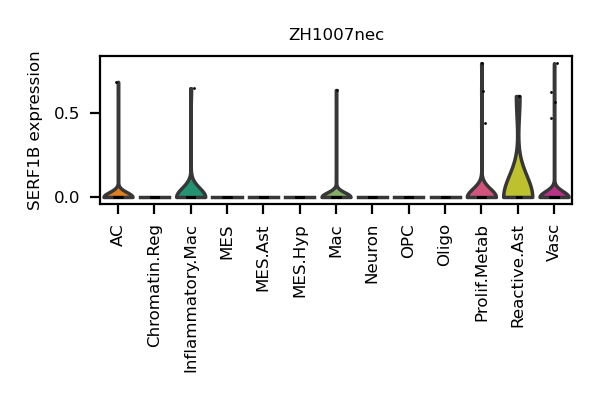 ZH1007nec
SERF1B expression
0.5
0.0
AC
Chromatin.Reg
Inflammatory.Mac
MES
MES.Ast
MES.Hyp
Mac
Neuron
OPC
Oligo
Prolif.Metab
Reactive.Ast
Vasc